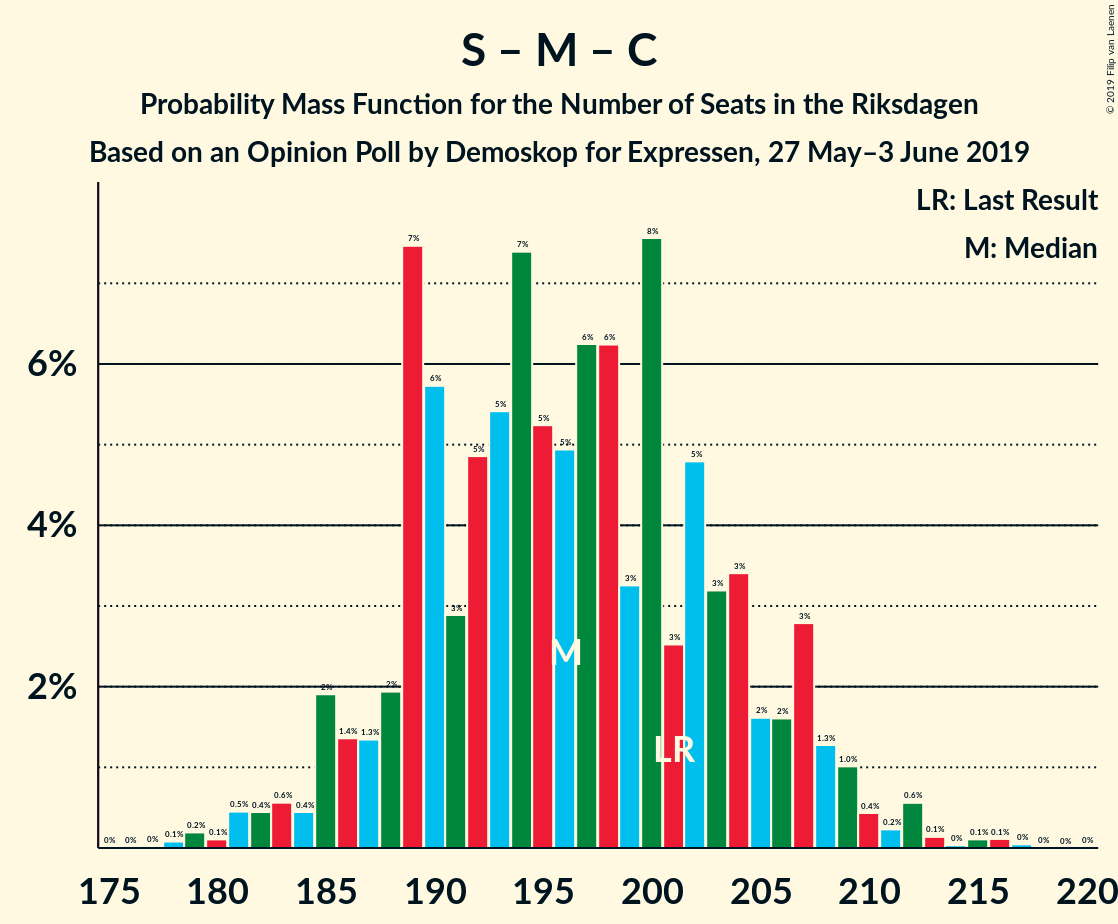 S – M – C
Probability Mass Function for the Number of Seats in the Riksdagen
Based on an Opinion Poll by Demoskop for Expressen, 27 May–3 June 2019
© 2019 Filip van Laenen
LR: Last Result
M: Median
6%
4%
2%
0% 0% 0% 0.1% 0.2% 0.1% 0.5% 0.4% 0.6% 0.4% 2% 1.4% 1.3% 2% 7% 6% 3% 5% 5% 7% 5% 5% 6% 6% 3% 8% 3% 5% 3% 3% 2% 2% 3% 1.3% 1.0% 0.4% 0.2% 0.6% 0.1% 0% 0.1% 0.1% 0% 0% 0% 0%
M
LR
175 180 185 190 195 200 205 210 215 220